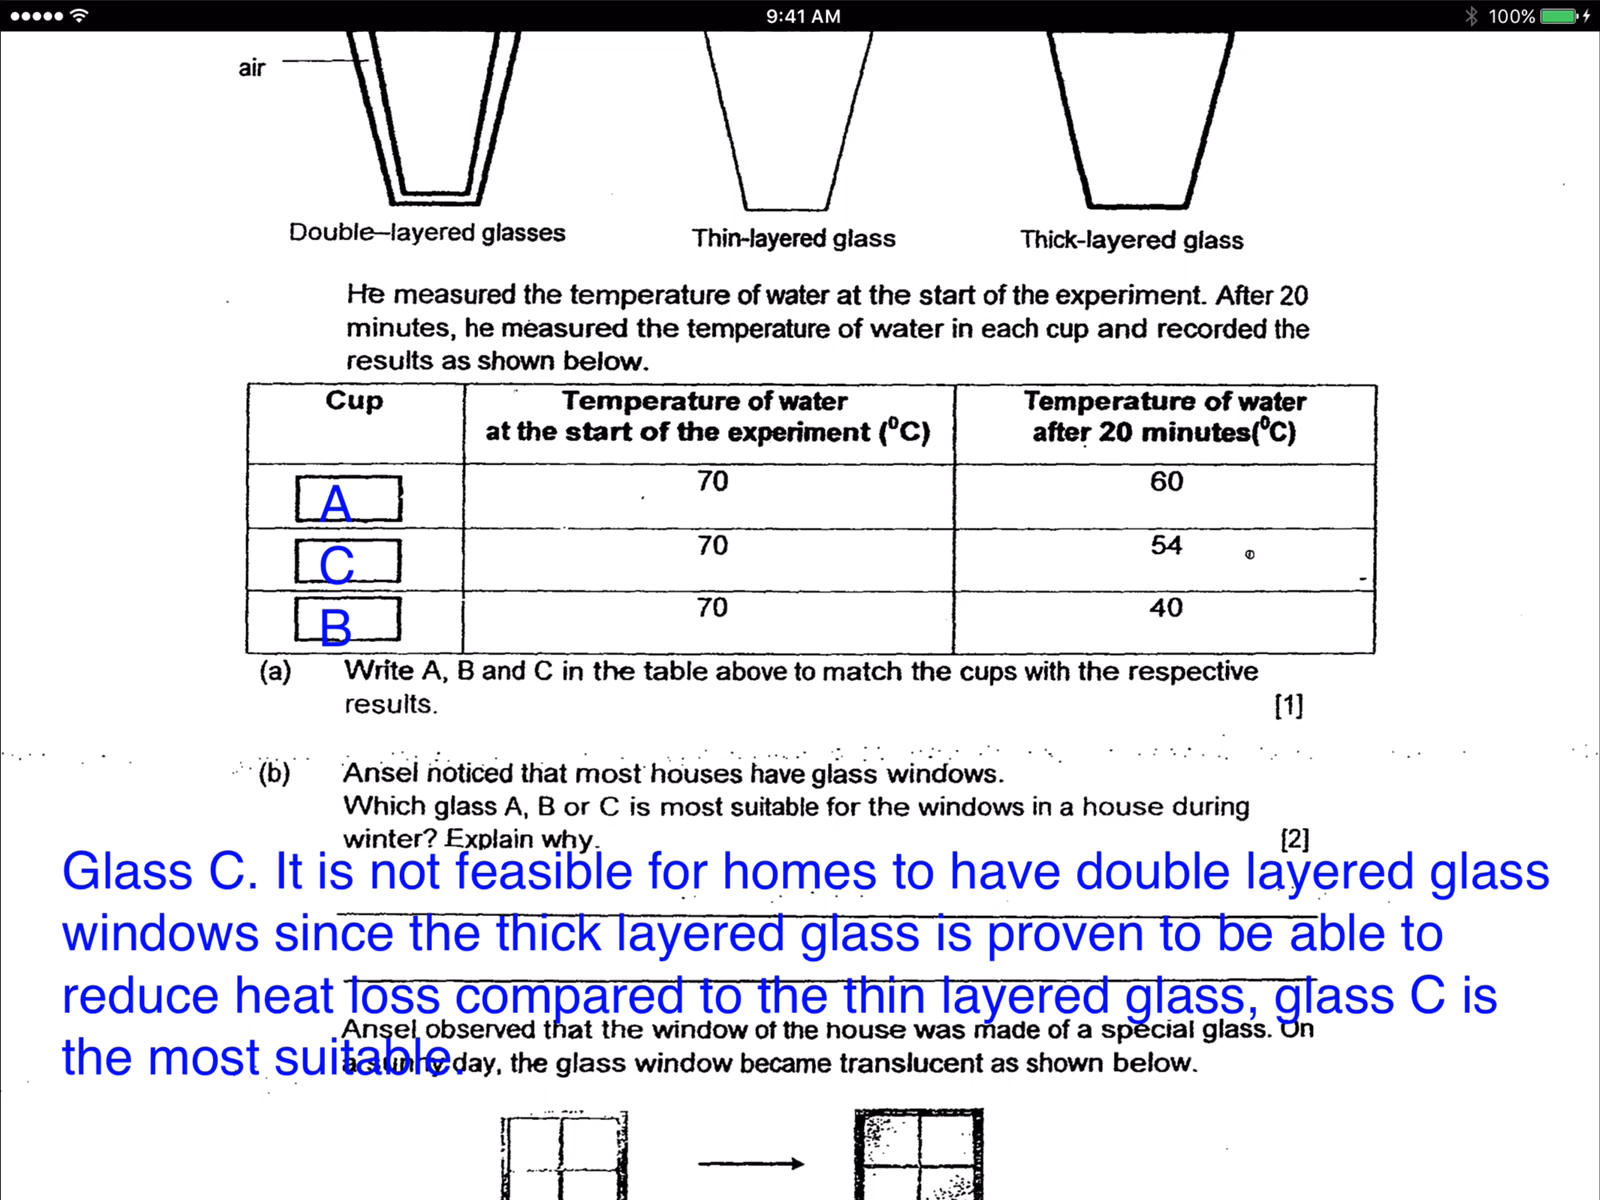 9:41 AM
100%
air
Double-layered glasses
Thin-layered glass
Thick-layered glass
He measured the temperature of water at the start of the experiment. After 20
minutes, he measured the temperature of water in each cup and recorded the
results as shown below.
Cup
Temperature of water
at the start of the experiment (⁰C)
Temperature of water
after 20 minutes(⁰C)
A
70
60
C
70
54
B
70
40
(a) Write A, B and C in the table above to match the cups with the respective
results. [1]
(b) Ansel noticed that most houses have glass windows.
Which glass A, B or C is most suitable for the windows in a house during
winter? Explain why. [2]
Glass C. It is not feasible for homes to have double layered glass
windows since the thick layered glass is proven to be able to
reduce heat loss compared to the thin layered glass, glass C is
the most suitable.
Ansel observed that the window of the house was made of a special glass. On
a sunny day, the glass window became translucent as shown below.